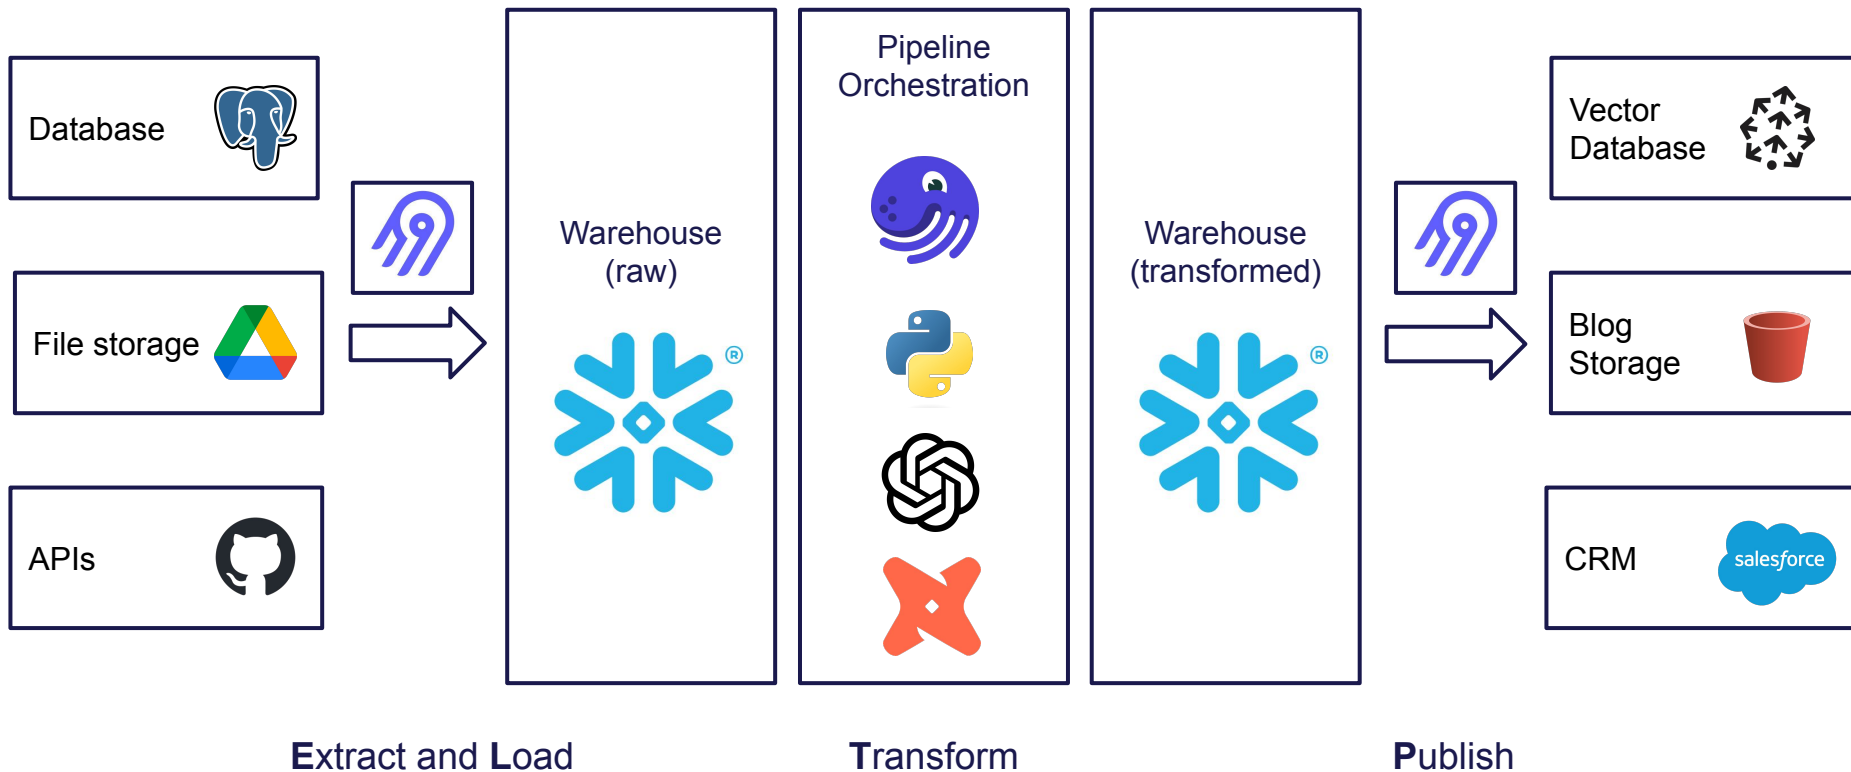 Database
File storage
APIs
Warehouse
(raw)
®
Pipeline
Orchestration
Warehouse
(transformed)
®
Vector
Database
Blog
Storage
CRM
salesforce
Extract and Load
Transform
Publish